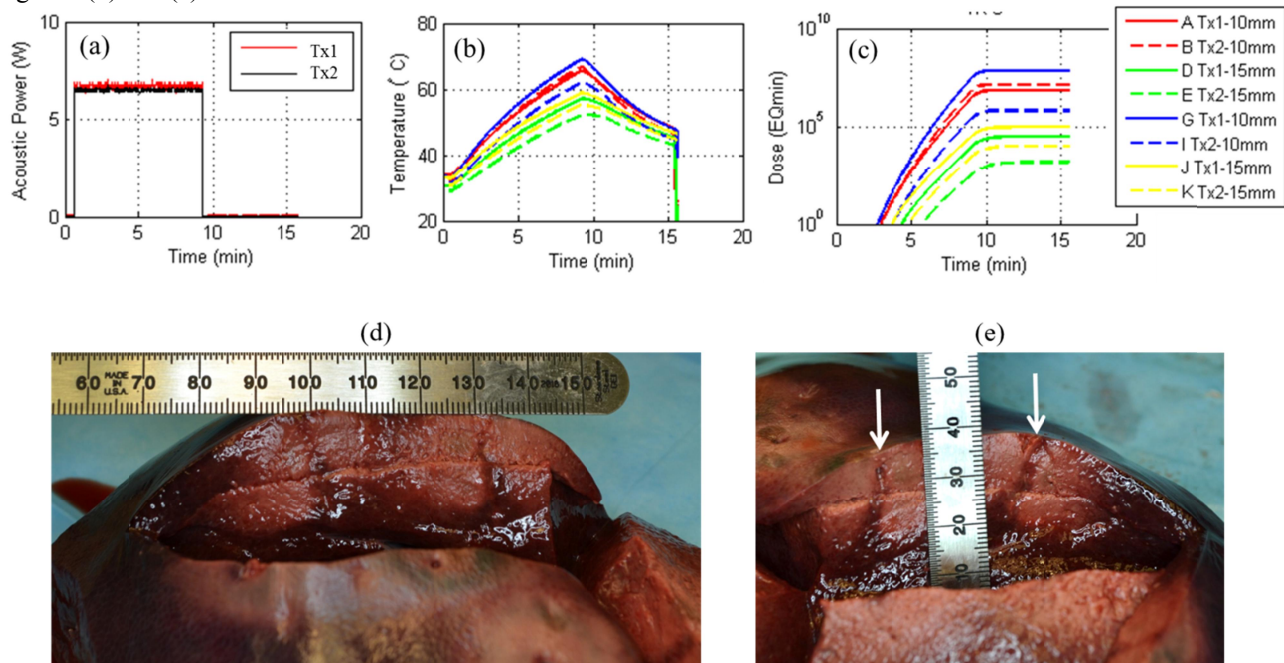 (a)
Tx1
Tx2
Acoustic Power (W)
10
5
0
0 5 10 15 20
Time (min)
(b)
Temperature (° C)
80
60
40
20
0 5 10 15 20
Time (min)
(c)
Dose (EQmin)
10^10
10^5
10^0
0 5 10 15 20
Time (min)
A Tx1-10mm
B Tx2-10mm
D Tx1-15mm
E Tx2-15mm
G Tx1-10mm
I Tx2-10mm
J Tx1-15mm
K Tx2-15mm
(d)
60 70 80 90 100 110 120 130 140 150
MADE IN
U.S.A.
(e)
50
40
30
20
10